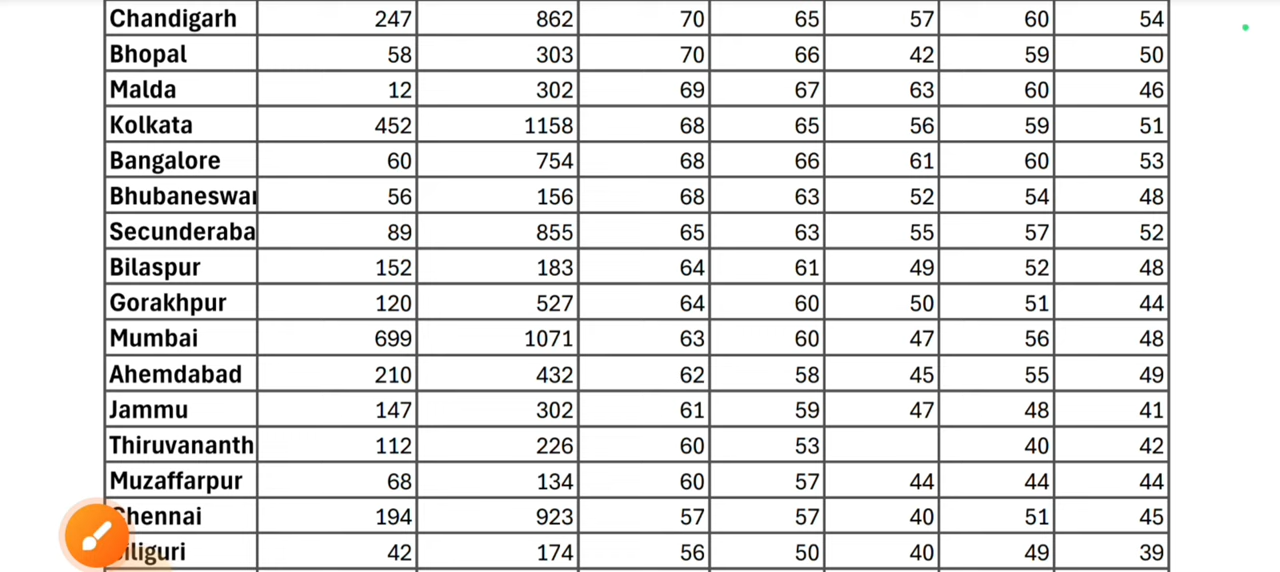 Chandigarh 247 862 70 65 57 60 54
Bhopal 58 303 70 66 42 59 50
Malda 12 302 69 67 63 60 46
Kolkata 452 1158 68 65 56 59 51
Bangalore 60 754 68 66 61 60 53
Bhubaneswar 56 156 68 63 52 54 48
Secunderaba 89 855 65 63 55 57 52
Bilaspur 152 183 64 61 49 52 48
Gorakhpur 120 527 64 60 50 51 44
Mumbai 699 1071 63 60 47 56 48
Ahemdabad 210 432 62 58 45 55 49
Jammu 147 302 61 59 47 48 41
Thiruvananth 112 226 60 53 40 42
Muzaffarpur 68 134 60 57 44 44 44
Chennai 194 923 57 57 40 51 45
iliguri 42 174 56 50 40 49 39